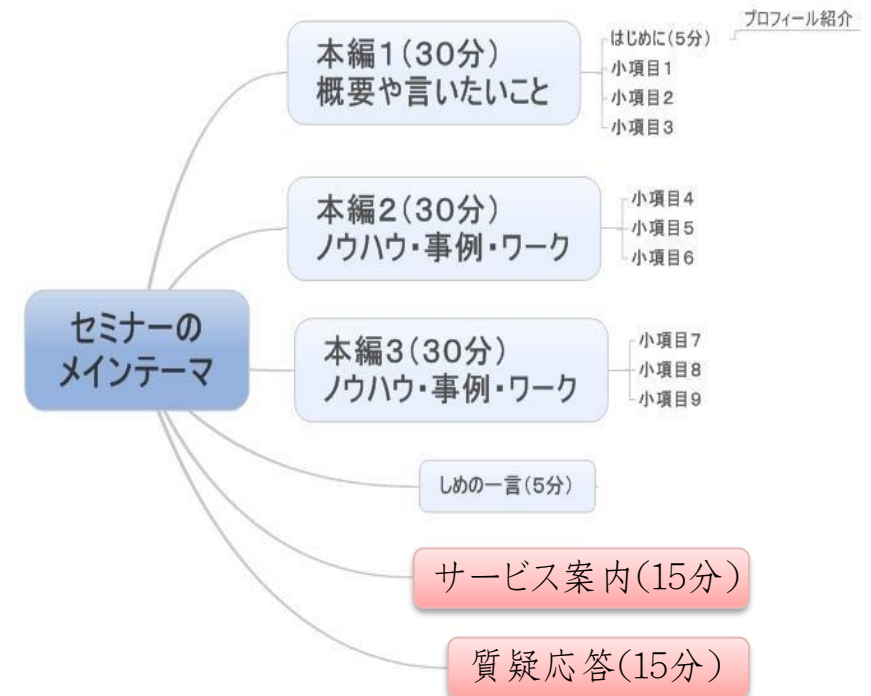 プロフィール紹介
本編1(30分)
概要や言いたいこと
はじめに(5分)
小項目1
小項目2
小項目3
本編2(30分)
ノウハウ・事例・ワーク
小項目4
小項目5
小項目6
セミナーの
メインテーマ
本編3(30分)
ノウハウ・事例・ワーク
小項目7
小項目8
小項目9
しめの一言(5分)
サービス案内(15分)
質疑応答(15分)